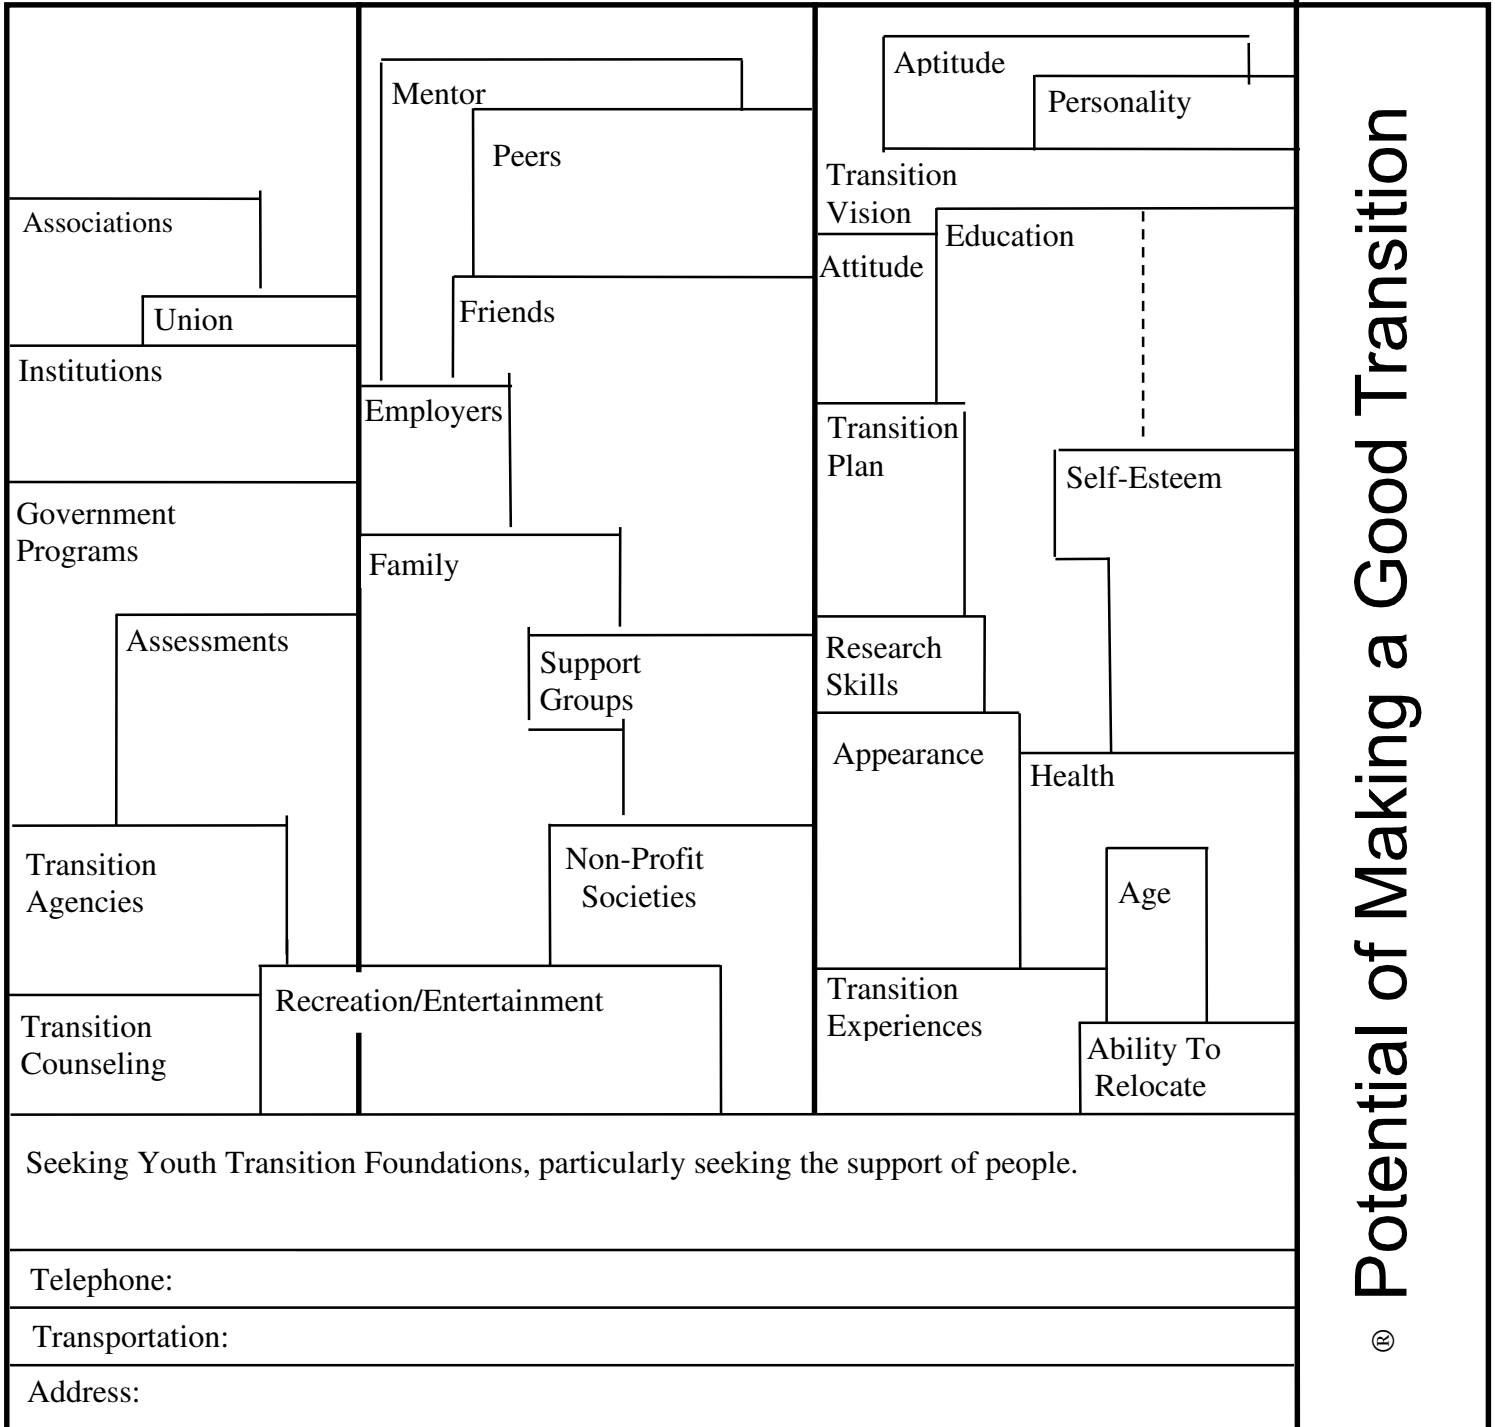 Associations
Union
Institutions
Government
Programs
Assessments
Transition
Agencies
Transition
Counseling
Mentor
Peers
Friends
Employers
Family
Support
Groups
Non-Profit
Societies
Recreation/Entertainment
Aptitude
Personality
Transition
Vision
Education
Attitude
Transition
Plan
Self-Esteem
Research
Skills
Appearance
Health
Age
Transition
Experiences
Ability To
Relocate
Seeking Youth Transition Foundations, particularly seeking the support of people.
Telephone:
Transportation:
Address:
® Potential of Making a Good Transition